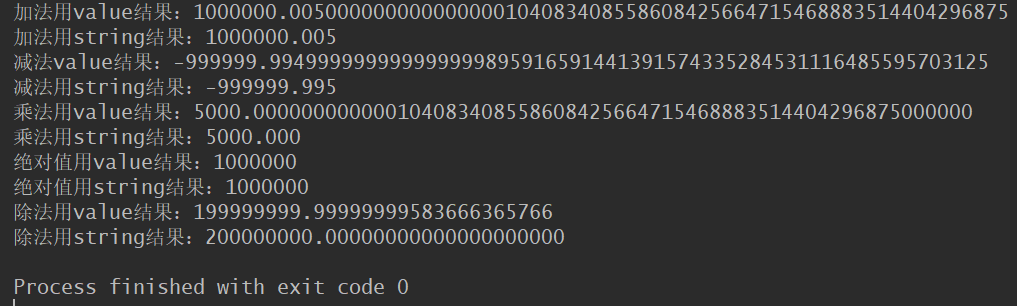 加法用value结果：1000000.005000000000000000104083408558608425664715468883514404296875
加法用string结果：1000000.005
减法value结果：-999999.994999999999999999895916591441391574335284531116485595703125
减法用string结果：-999999.995
乘法用value结果：5000.000000000000104083408558608425664715468883514404296875000000
乘法用string结果：5000.000
绝对值用value结果：1000000
绝对值用string结果：1000000
除法用value结果：199999999.99999999583666365766
除法用string结果：200000000.00000000000000000000
Process finished with exit code 0